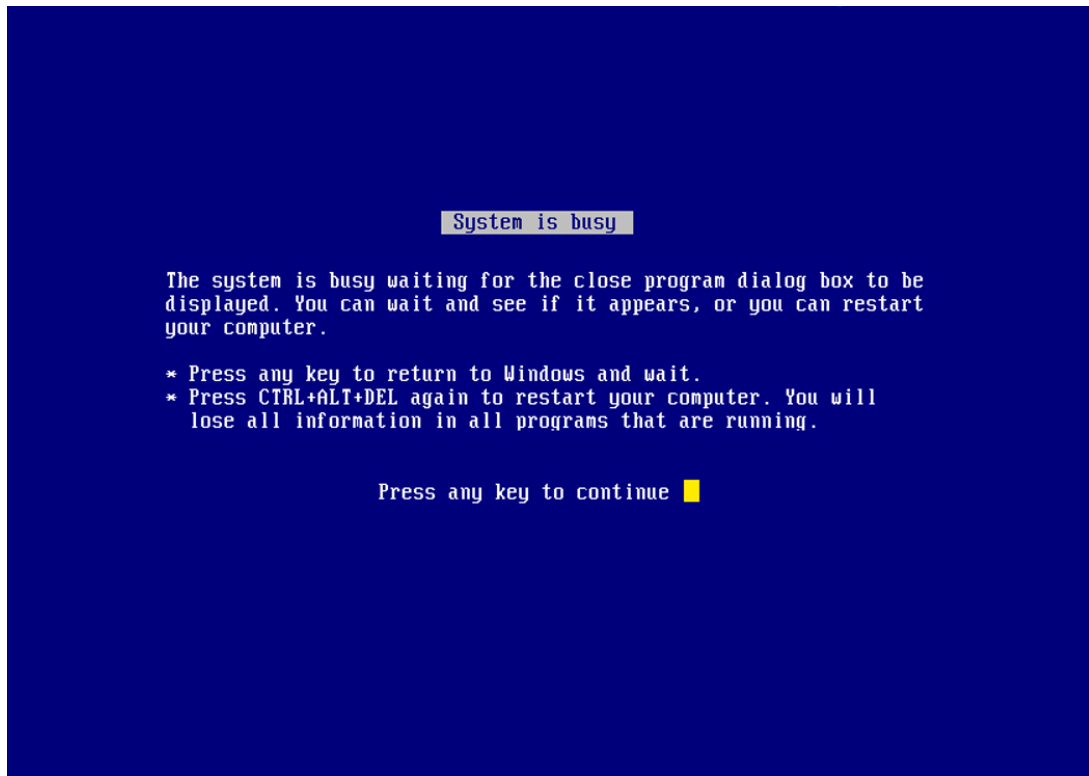 System is busy
The system is busy waiting for the close program dialog box to be
displayed. You can wait and see if it appears, or you can restart
your computer.
* Press any key to return to Windows and wait.
* Press CTRL+ALT+DEL again to restart your computer. You will
lose all information in all programs that are running.
Press any key to continue